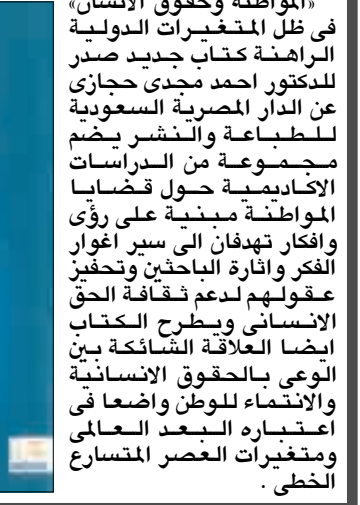 «المواطنة وحقوق الانسان»
فى ظل المتغيرات الدولية
الراهنة كتاب جديد صدر
للدكتور احمد مجدى حجازى
عن الدار المصرية السعودية
للطباعة والنشر يضم
مجموعة من الدراسات
الاكاديمية حول قضايا
المواطنة مبنية على رؤى
وافكار تهدفان الى سير اغوار
الفكر واثارة الباحثين وتحفيز
عقولهم لدعم ثقافة الحق
الانسانى ويطرح الكتاب
ايضا العلاقة الشائكة بين
الوعى بالحقوق الانسانية
والانتماء للوطن واضعا فى
اعتباره البعد العالمى
ومتغيرات العصر المتسارع
الخطى .